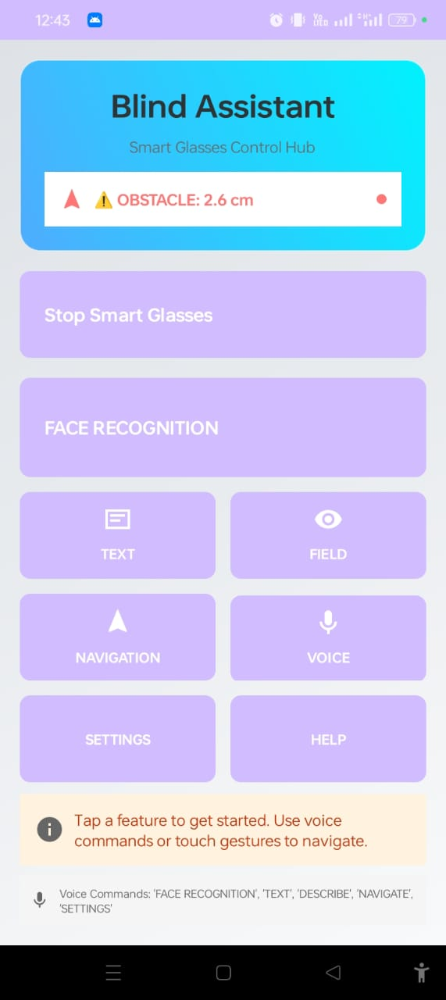 12:43
Vo LTE D
H+
79
Blind Assistant
Smart Glasses Control Hub
⚠️ OBSTACLE: 2.6 cm
Stop Smart Glasses
FACE RECOGNITION
TEXT
FIELD
NAVIGATION
VOICE
SETTINGS
HELP
Tap a feature to get started. Use voice
commands or touch gestures to navigate.
Voice Commands: 'FACE RECOGNITION', 'TEXT', 'DESCRIBE', 'NAVIGATE',
'SETTINGS'